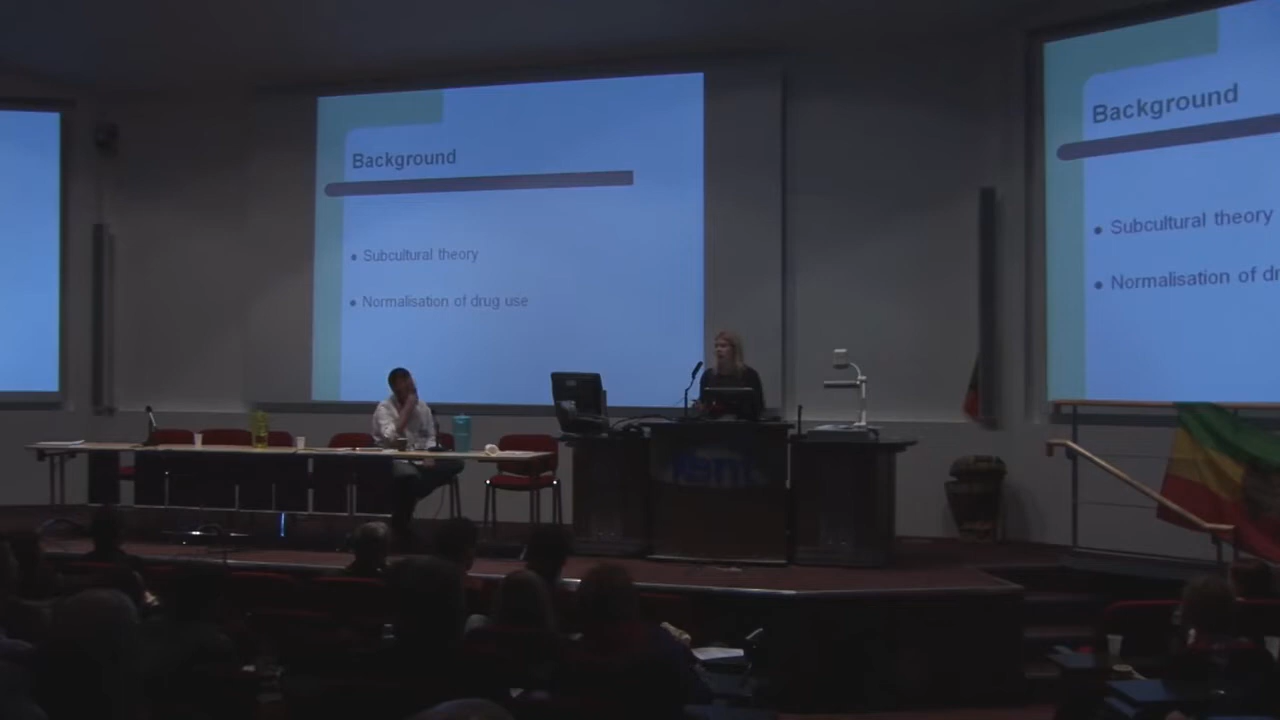 Background
Subcultural theory
Normalisation of drug use
Background
Subcultural theory
Normalisation of dr